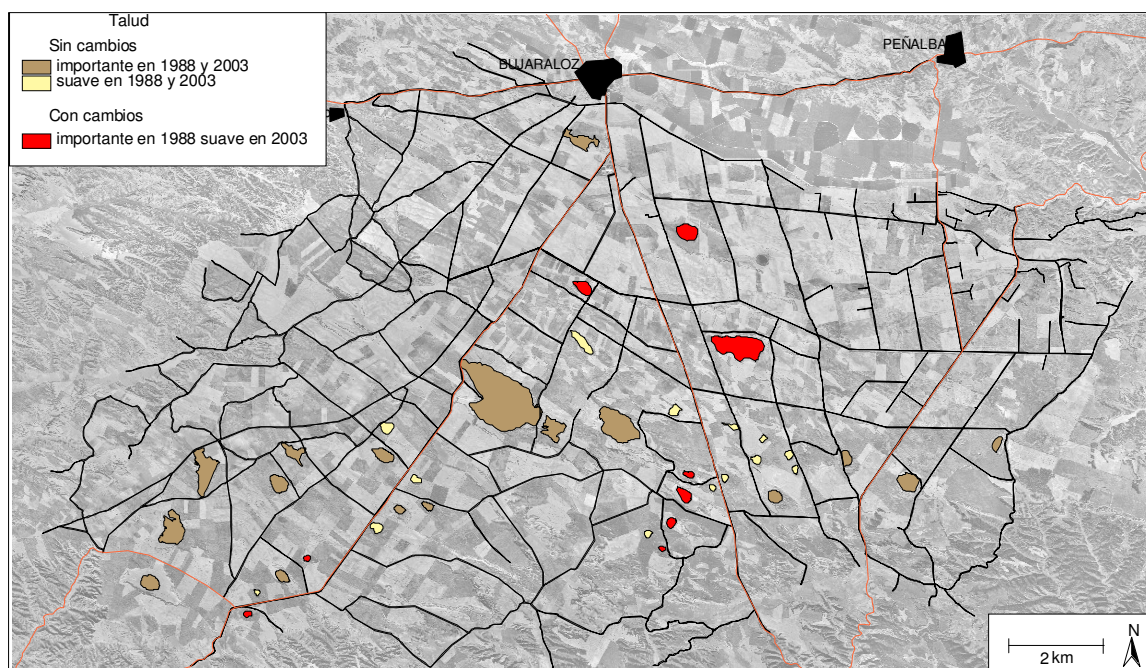 Talud
Sin cambios
importante en 1988 y 2003
suave en 1988 y 2003
Con cambios
importante en 1988 suave en 2003
BUJARALOZ
PEÑALBA
N
2 km